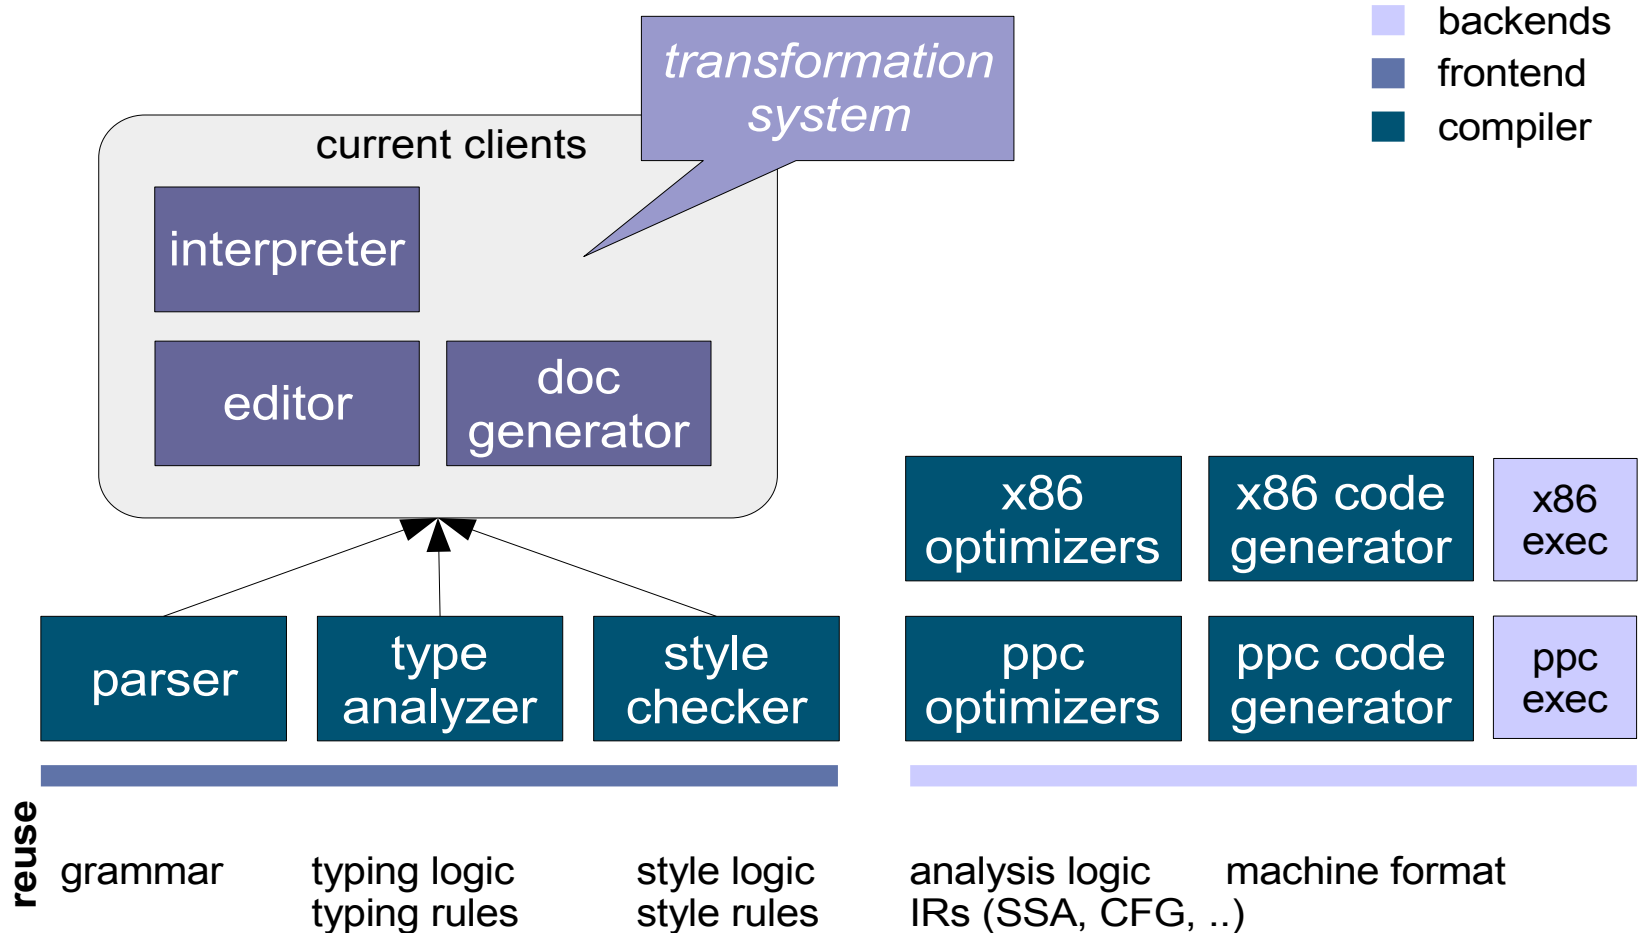 transformation
system
backends
frontend
compiler
current clients
interpreter
editor
doc
generator
x86
optimizers
x86 code
generator
x86
exec
parser
type
analyzer
style
checker
ppc
optimizers
ppc code
generator
ppc
exec
reuse
grammar
typing logic
typing rules
style logic
style rules
analysis logic
IRs (SSA, CFG, ..)
machine format